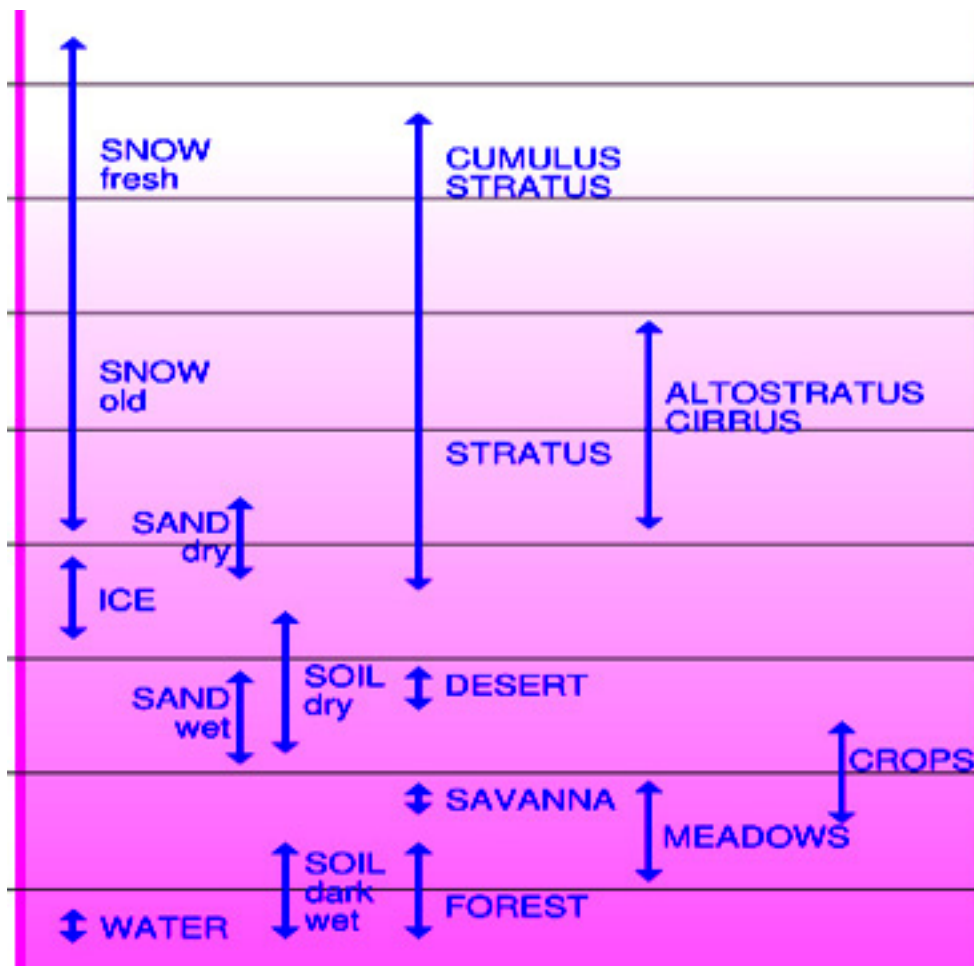 SNOW
fresh
CUMULUS
STRATUS
SNOW
old
ALTOSTRATUS
CIRRUS
STRATUS
SAND
dry
ICE
SOIL
dry
DESERT
SAND
wet
CROPS
SAVANNA
MEADOWS
SOIL
dark
wet
FOREST
WATER